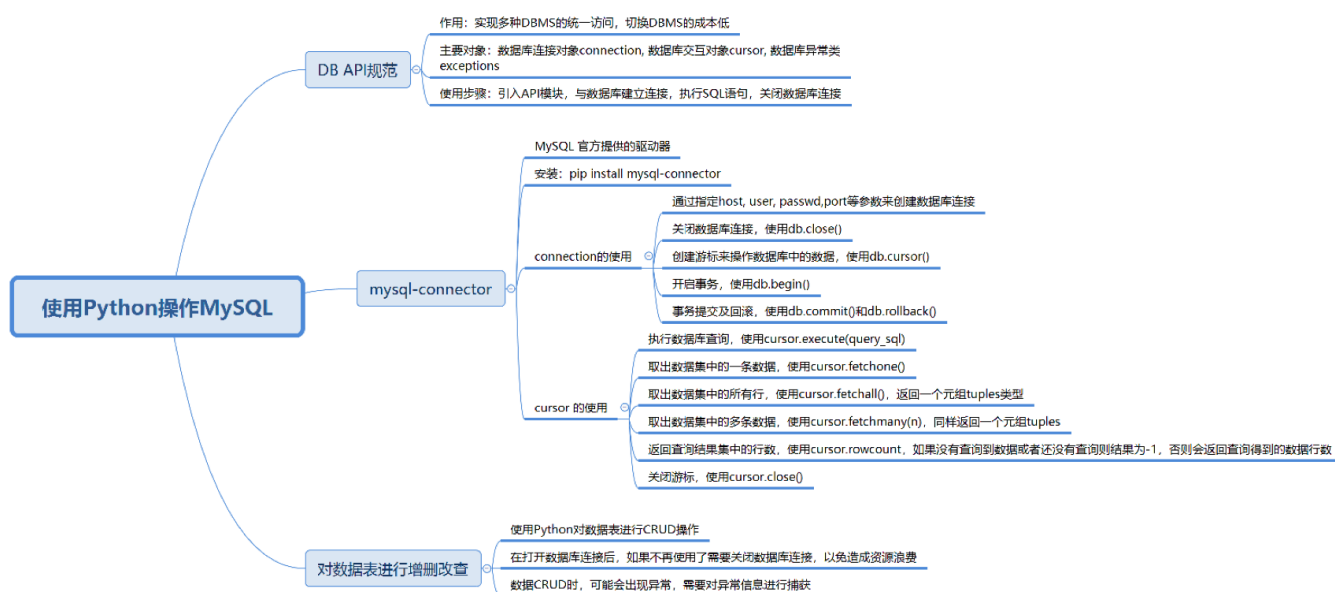 使用Python操作MySQL
DB API规范
作用：实现多种DBMS的统一访问，切换DBMS的成本低
主要对象：数据库连接对象connection, 数据库交互对象cursor, 数据库异常类
exceptions
使用步骤：引入API模块，与数据库建立连接，执行SQL语句，关闭数据库连接
mysql-connector
MySQL 官方提供的驱动器
安装：pip install mysql-connector
connection的使用
通过指定host, user, passwd,port等参数来创建数据库连接
关闭数据库连接，使用db.close()
创建游标来操作数据库中的数据，使用db.cursor()
开启事务，使用db.begin()
事务提交及回滚，使用db.commit()和db.rollback()
cursor 的使用
执行数据库查询，使用cursor.execute(query_sql)
取出数据集中的一条数据，使用cursor.fetchone()
取出数据集中的所有行，使用cursor.fetchall()，返回一个元组tuples类型
取出数据集中的多条数据，使用cursor.fetchmany(n)，同样返回一个元组tuples
返回查询结果集中的行数，使用cursor.rowcount，如果没有查询到数据或者还没有查询则结果为-1，否则会返回查询得到的数据行数
关闭游标，使用cursor.close()
对数据表进行增删改查
使用Python对数据表进行CRUD操作
在打开数据库连接后，如果不再使用了需要关闭数据库连接，以免造成资源浪费
数据CRUD时，可能会出现异常，需要对异常信息进行捕获